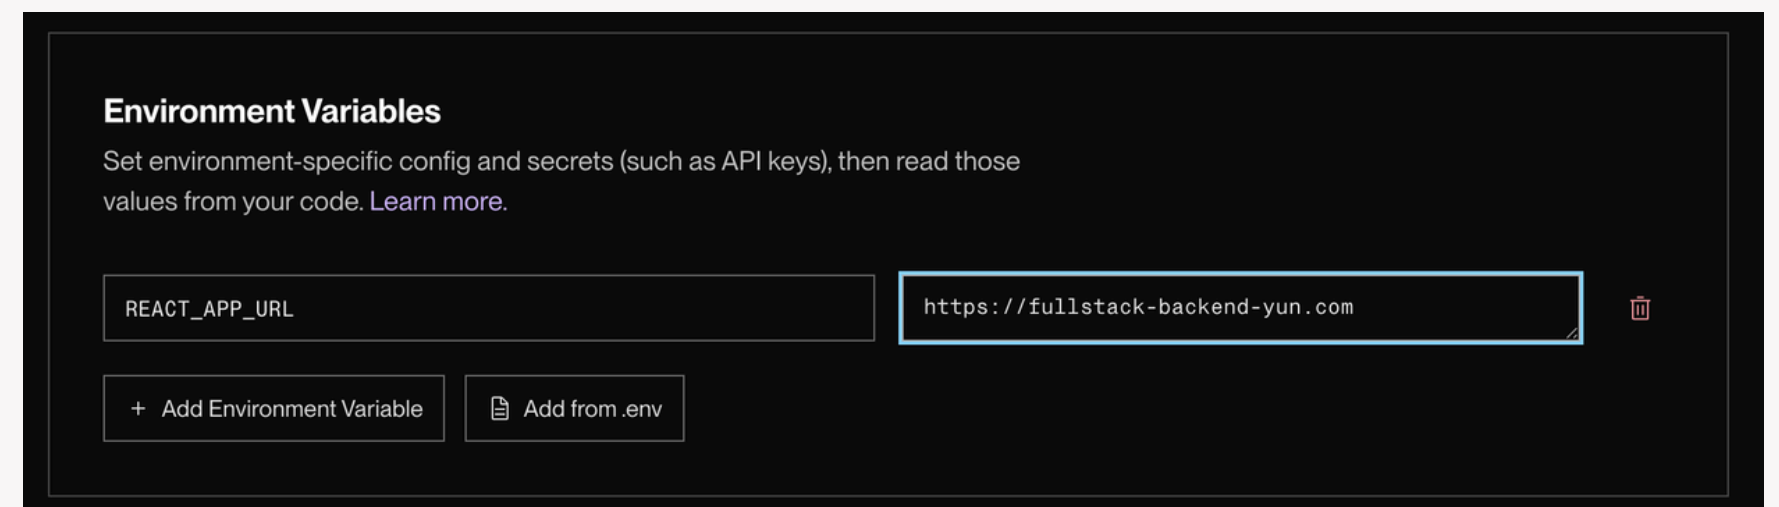 Environment Variables
Set environment-specific config and secrets (such as API keys), then read those
values from your code. Learn more.
REACT_APP_URL
https://fullstack-backend-yun.com
+ Add Environment Variable
Add from .env